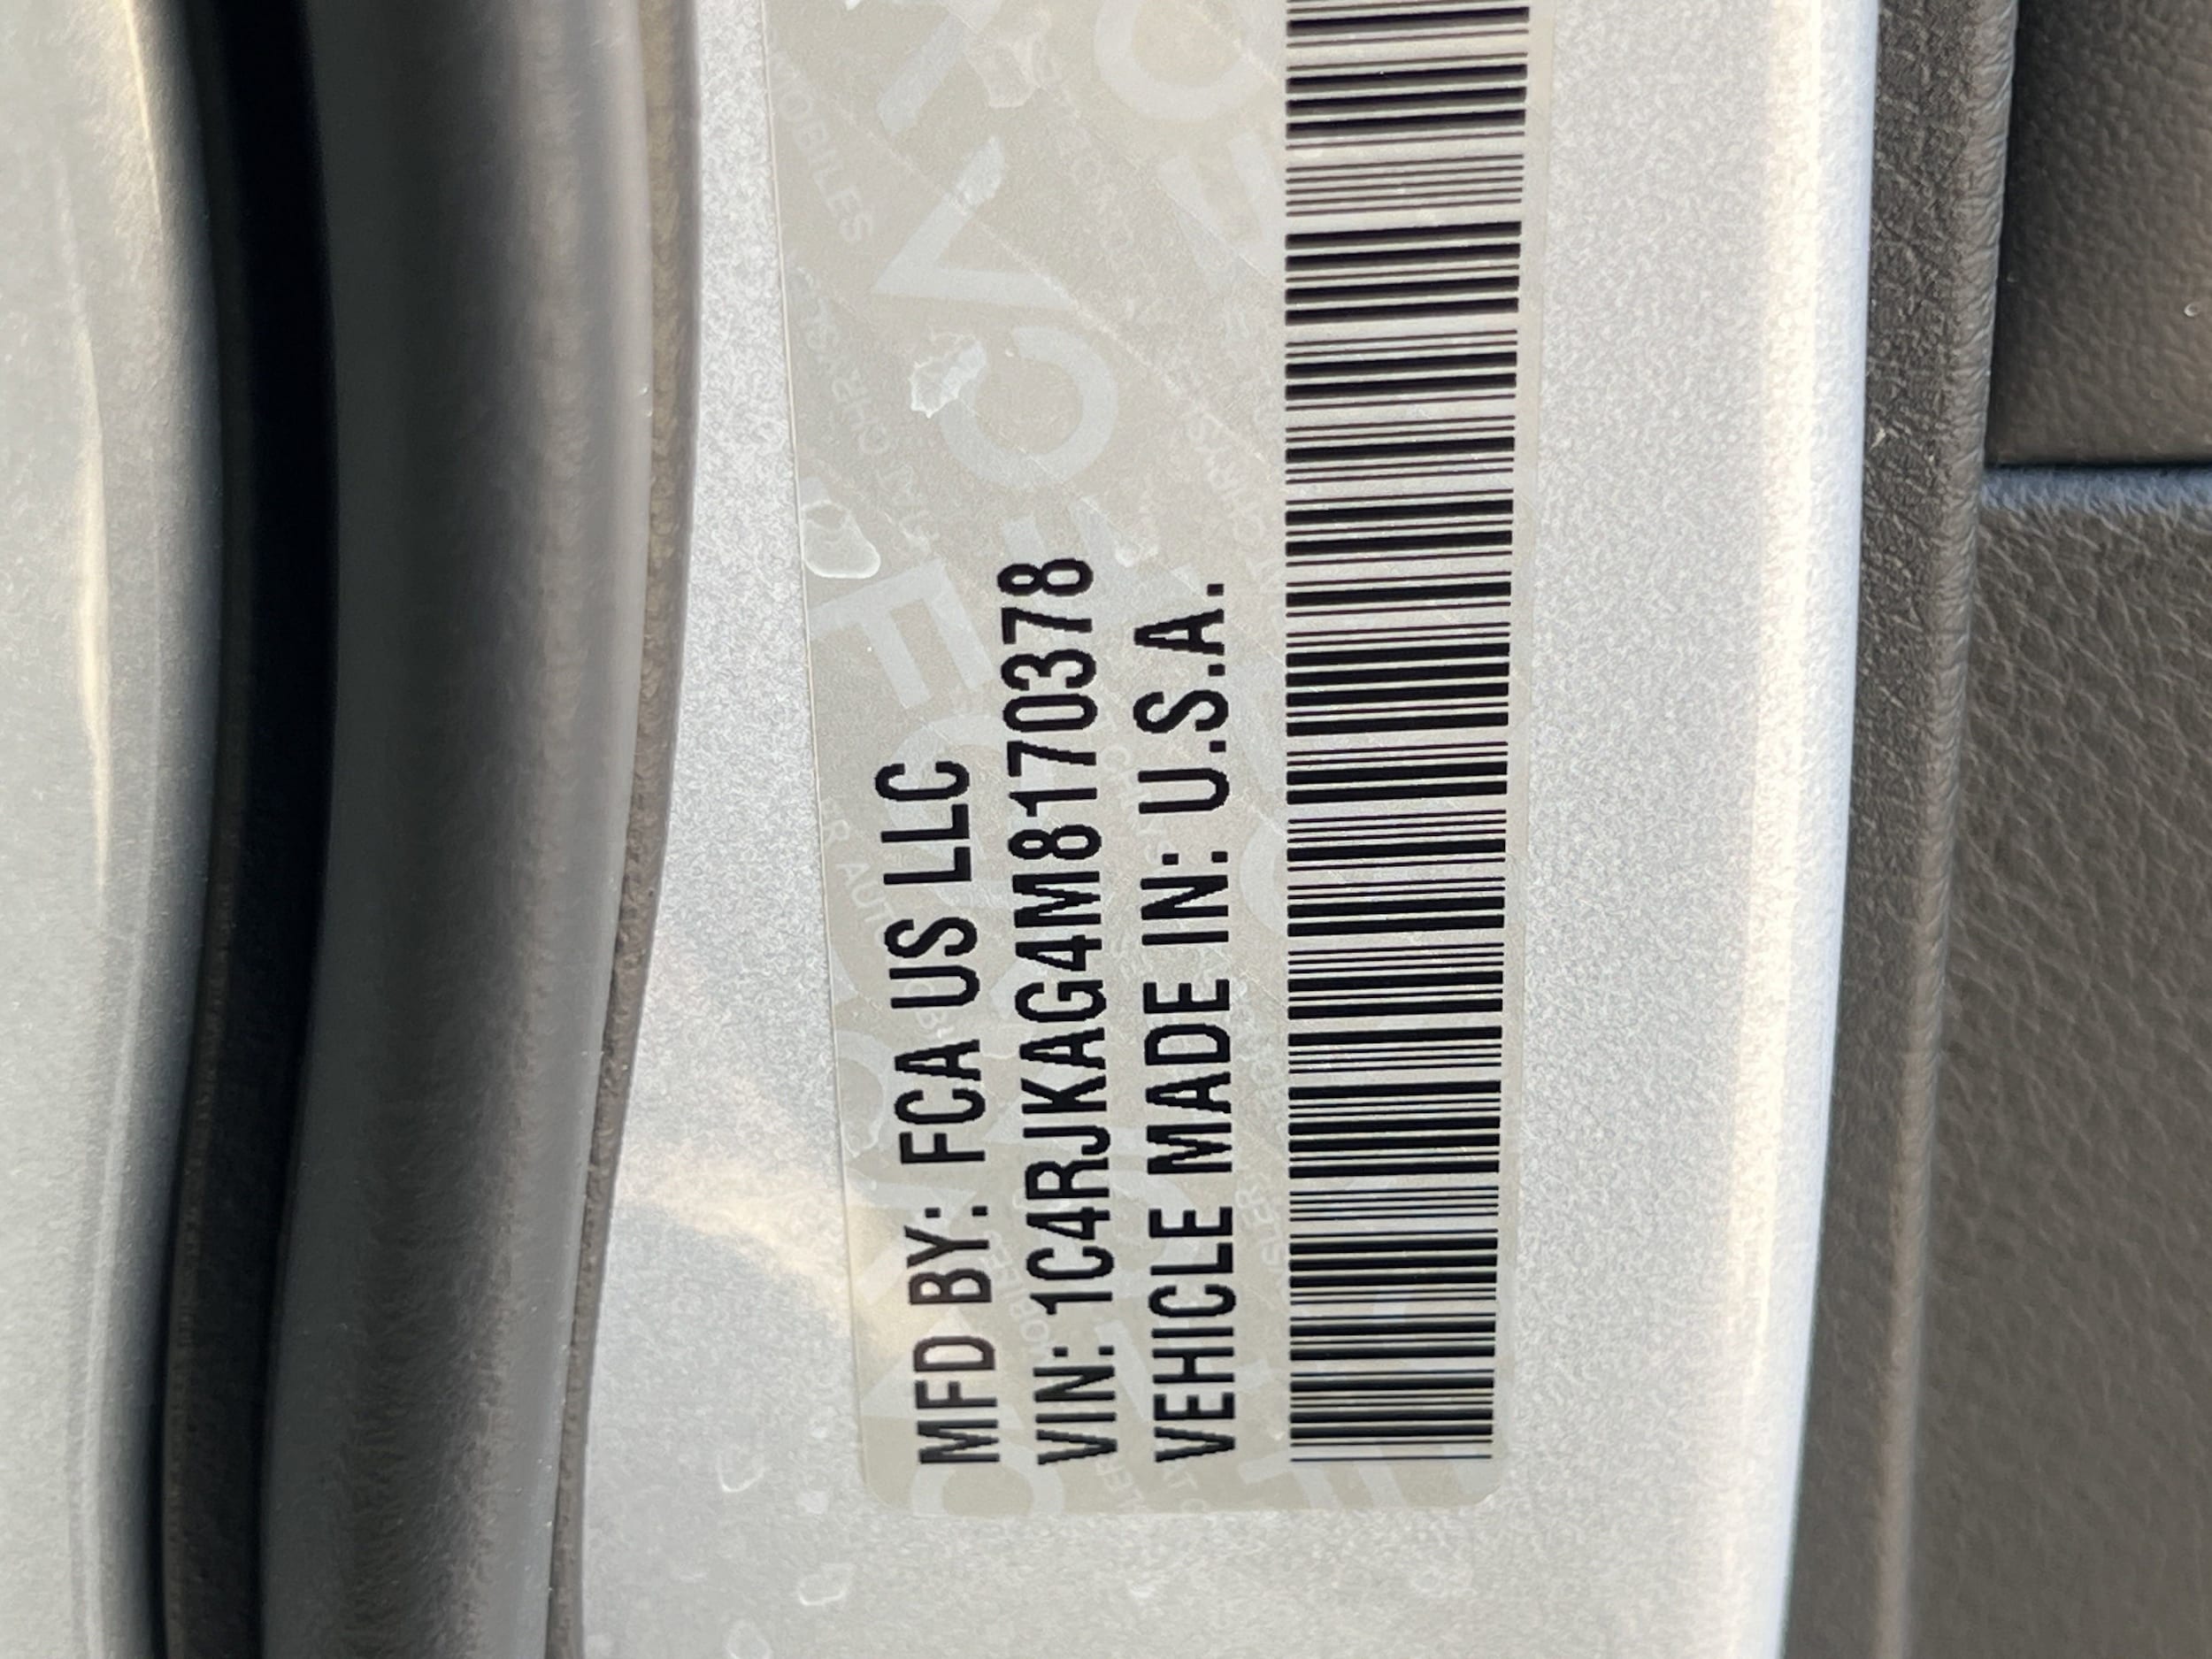 MFD BY: FCA US LLC
VIN: 1C4RJKAG4M8170378
VEHICLE MADE IN: U.S.A.